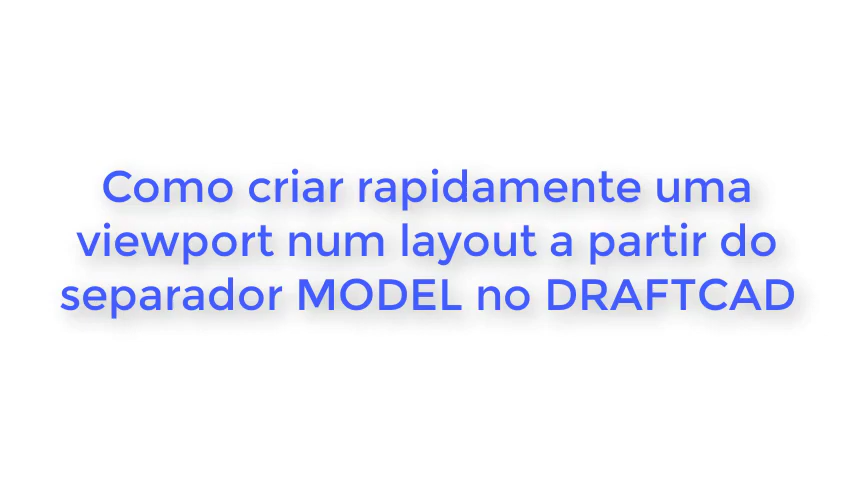 Como criar rapidamente uma
viewport num layout a partir do
separador MODEL no DRAFTCAD